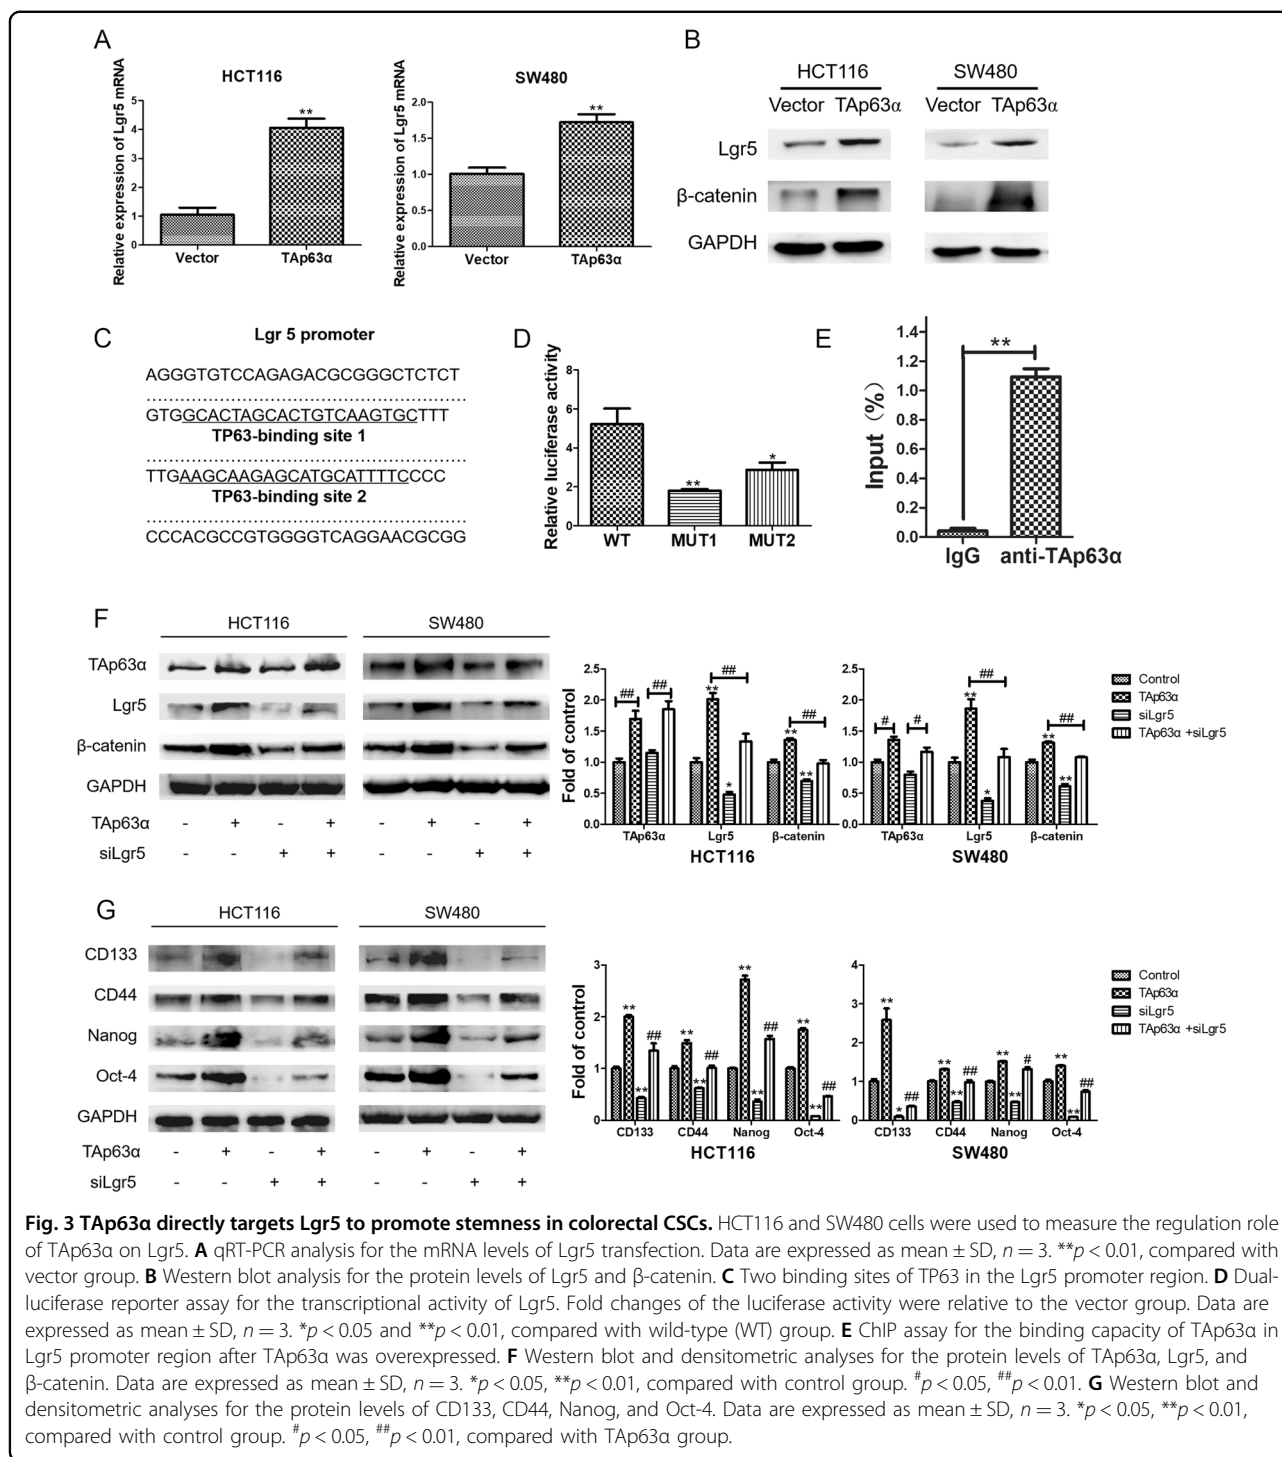 A
HCT116
Relative expression of Lgr5 mRNA
5
4
3
2
1
0
**
Vector
TAp63α
SW480
Relative expression of Lgr5 mRNA
2.0
1.5
1.0
0.5
0.0
**
Vector
TAp63α
B
HCT116
SW480
Vector TAp63α
Vector TAp63α
Lgr5
β-catenin
GAPDH
C
Lgr 5 promoter
AGGGTGTCCAGAGACGCGGGCTCTCT
GTGGCACTAGCACTGTCAAGTGCTTT
TP63-binding site 1
TTGAAGCAAGAGCATGCATTTTCCCC
TP63-binding site 2
CCCACGCCGTGGGGTCAGGAACGCGG
D
Relative luciferase activity
8
6
4
2
0
**
*
WT
MUT1
MUT2
E
Input (%)
1.4
1.2
1.0
0.8
0.6
0.4
0.2
0.0
**
IgG
anti-TAp63α
F
HCT116
SW480
TAp63α
Lgr5
β-catenin
GAPDH
TAp63α - + - + - + - +
siLgr5 - - + + - - + +
Fold of control
2.5
2.0
1.5
1.0
0.5
0.0
##
##
**
##
*
**
##
**
TAp63α
Lgr5
β-catenin
HCT116
2.5
2.0
1.5
1.0
0.5
0.0
#
#
**
##
*
**
##
**
TAp63α
Lgr5
β-catenin
SW480
Control
TAp63α
siLgr5
TAp63α +siLgr5
G
HCT116
SW480
CD133
CD44
Nanog
Oct-4
GAPDH
TAp63α - + - + - + - +
siLgr5 - - + + - - + +
Fold of control
3
2
1
0
**
**
##
**
**
##
**
**
##
**
**
##
CD133
CD44
Nanog
Oct-4
HCT116
4
3
2
1
0
**
*
##
**
**
##
**
**
#
**
**
##
CD133
CD44
Nanog
Oct-4
SW480
Control
TAp63α
siLgr5
TAp63α +siLgr5
Fig. 3 TAp63α directly targets Lgr5 to promote stemness in colorectal CSCs. HCT116 and SW480 cells were used to measure the regulation role
of TAp63α on Lgr5. A qRT-PCR analysis for the mRNA levels of Lgr5 transfection. Data are expressed as mean ± SD, n = 3. **p < 0.01, compared with
vector group. B Western blot analysis for the protein levels of Lgr5 and β-catenin. C Two binding sites of TP63 in the Lgr5 promoter region. D Dual-
luciferase reporter assay for the transcriptional activity of Lgr5. Fold changes of the luciferase activity were relative to the vector group. Data are
expressed as mean ± SD, n = 3. *p < 0.05 and **p < 0.01, compared with wild-type (WT) group. E ChIP assay for the binding capacity of TAp63α in
Lgr5 promoter region after TAp63α was overexpressed. F Western blot and densitometric analyses for the protein levels of TAp63α, Lgr5, and
β-catenin. Data are expressed as mean ± SD, n = 3. *p < 0.05, **p < 0.01, compared with control group. #p < 0.05, ##p < 0.01. G Western blot and
densitometric analyses for the protein levels of CD133, CD44, Nanog, and Oct-4. Data are expressed as mean ± SD, n = 3. *p < 0.05, **p < 0.01,
compared with control group. #p < 0.05, ##p < 0.01, compared with TAp63α group.